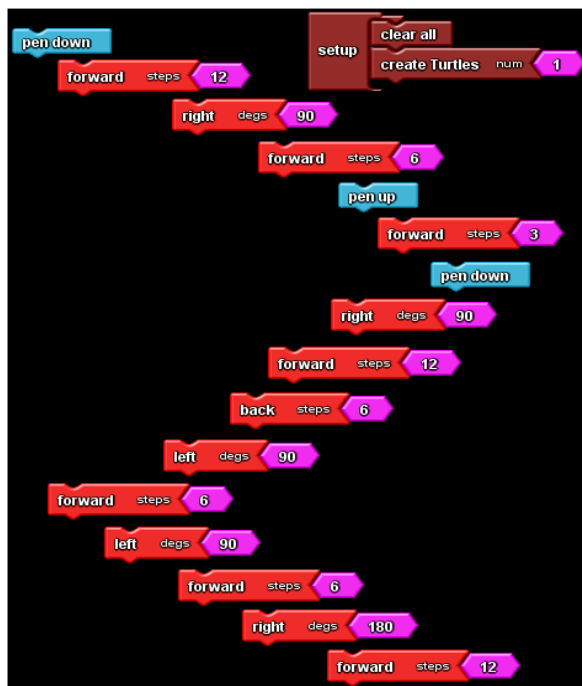 clear all
pen down
setup
create Turtles num 1
forward steps 12
right degs 90
forward steps 6
pen up
forward steps 3
pen down
right degs 90
forward steps 12
back steps 6
left degs 90
forward steps 6
left degs 90
forward steps 6
right degs 180
forward steps 12